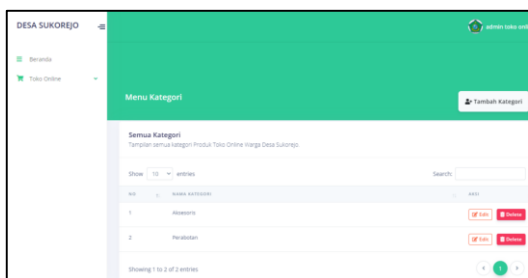 DESA SUKOREJO
admin toko onli
Beranda
Toko Online
Menu Kategori
Tambah Kategori
Semua Kategori
Tampilan semua kategori Produk Toko Online Warga Desa Sukorejo.
Show 10 entries
Search:
NO NAMA KATEGORI AKSI
1 Aksesoris Edit Delete
2 Perabotan Edit Delete
Showing 1 to 2 of 2 entries
1